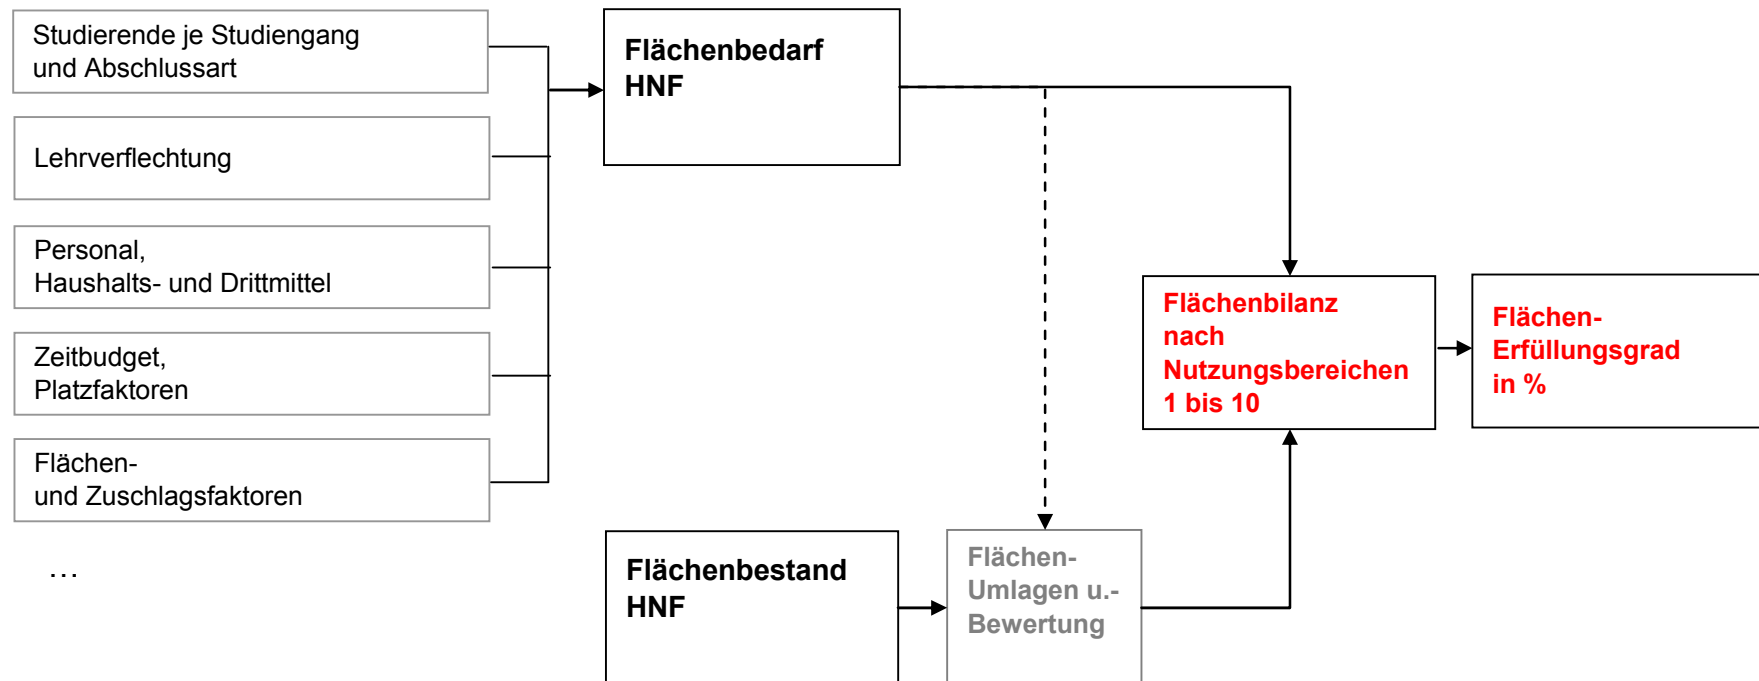 Studierende je Studiengang
und Abschlussart
Lehrverflechtung
Personal,
Haushalts- und Drittmittel
Zeitbudget,
Platzfaktoren
Flächen-
und Zuschlagsfaktoren
…
Flächenbedarf
HNF
Flächenbestand
HNF
Flächen-
Umlagen u.-
Bewertung
Flächenbilanz
nach
Nutzungsbereichen
1 bis 10
Flächen-
Erfüllungsgrad
in %